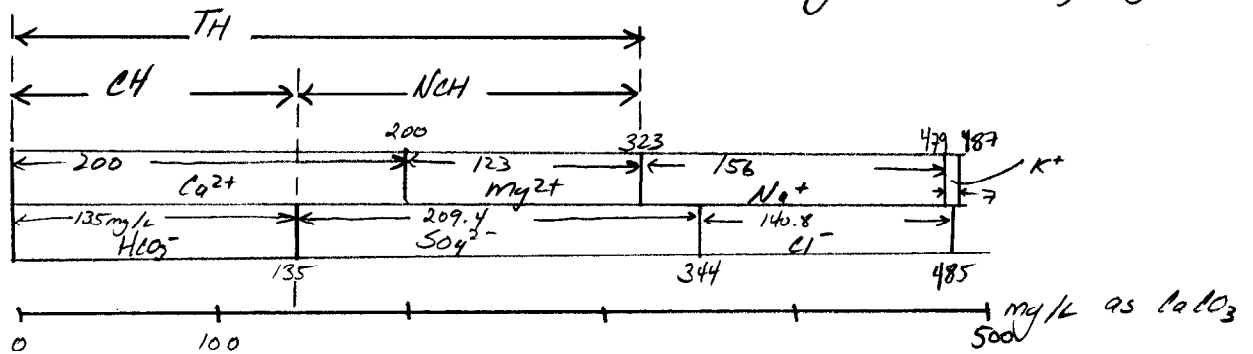 TH
CH NCH
200 323 479 487
200 123 156 K+
Ca2+ Mg2+ Na+ 7
135mg/L 209.4 140.8
HCO3- SO42- Cl-
135 344 485
mg/L as CaCO3
0 100 500